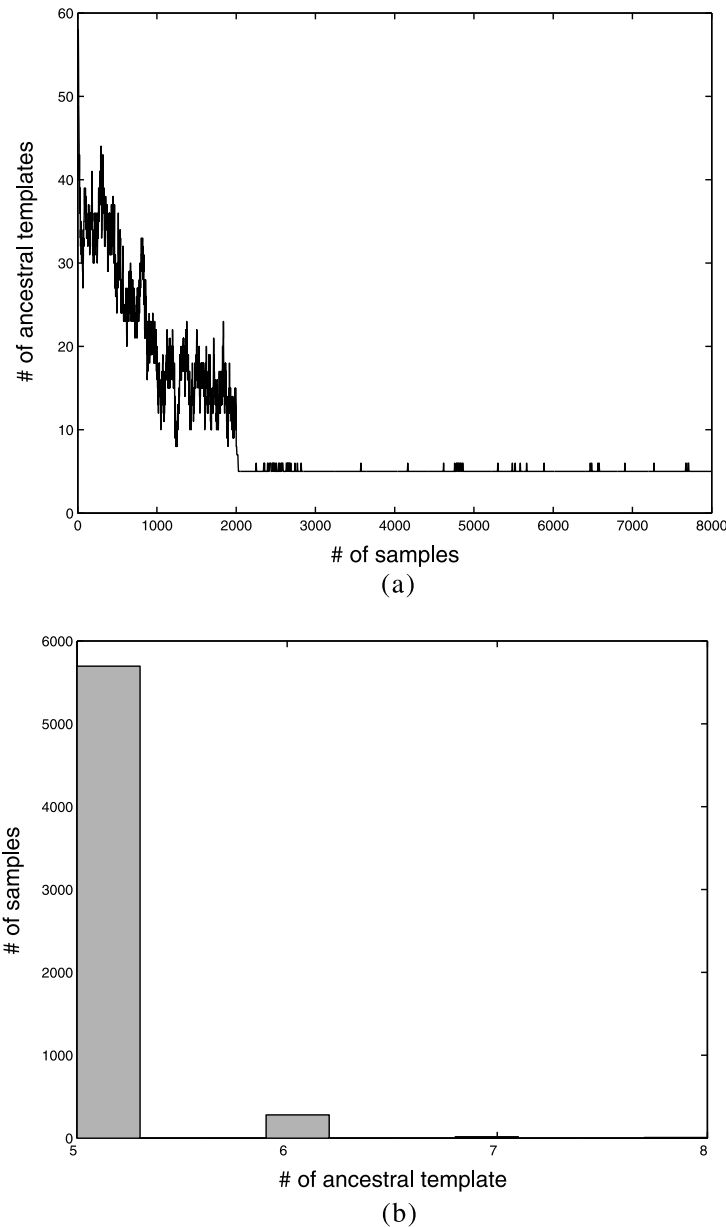 60
50
40
30
20
10
0
# of ancestral templates
0 1000 2000 3000 4000 5000 6000 7000 8000
# of samples
(a)
6000
5000
4000
3000
2000
1000
0
# of samples
5 6 7 8
# of ancestral template
(b)